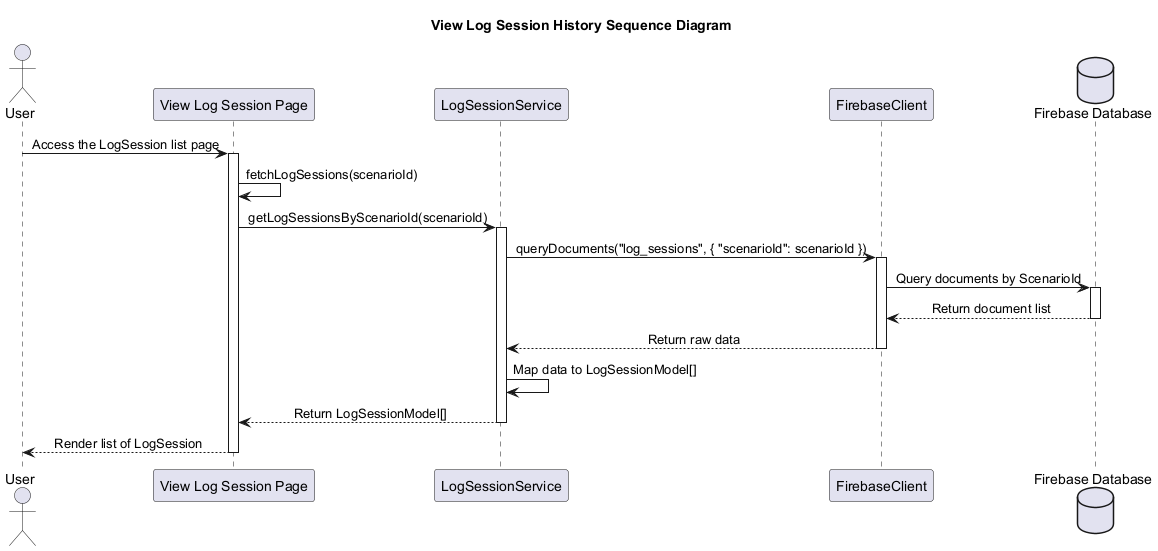 View Log Session History Sequence Diagram
User
View Log Session Page
LogSessionService
FirebaseClient
Firebase Database
Access the LogSession list page
fetchLogSessions(scenarioId)
getLogSessionsByScenarioId(scenarioId)
queryDocuments("log_sessions", { "scenarioId": scenarioId })
Query documents by ScenarioId
Return document list
Return raw data
Map data to LogSessionModel[]
Return LogSessionModel[]
Render list of LogSession
User
View Log Session Page
LogSessionService
FirebaseClient
Firebase Database